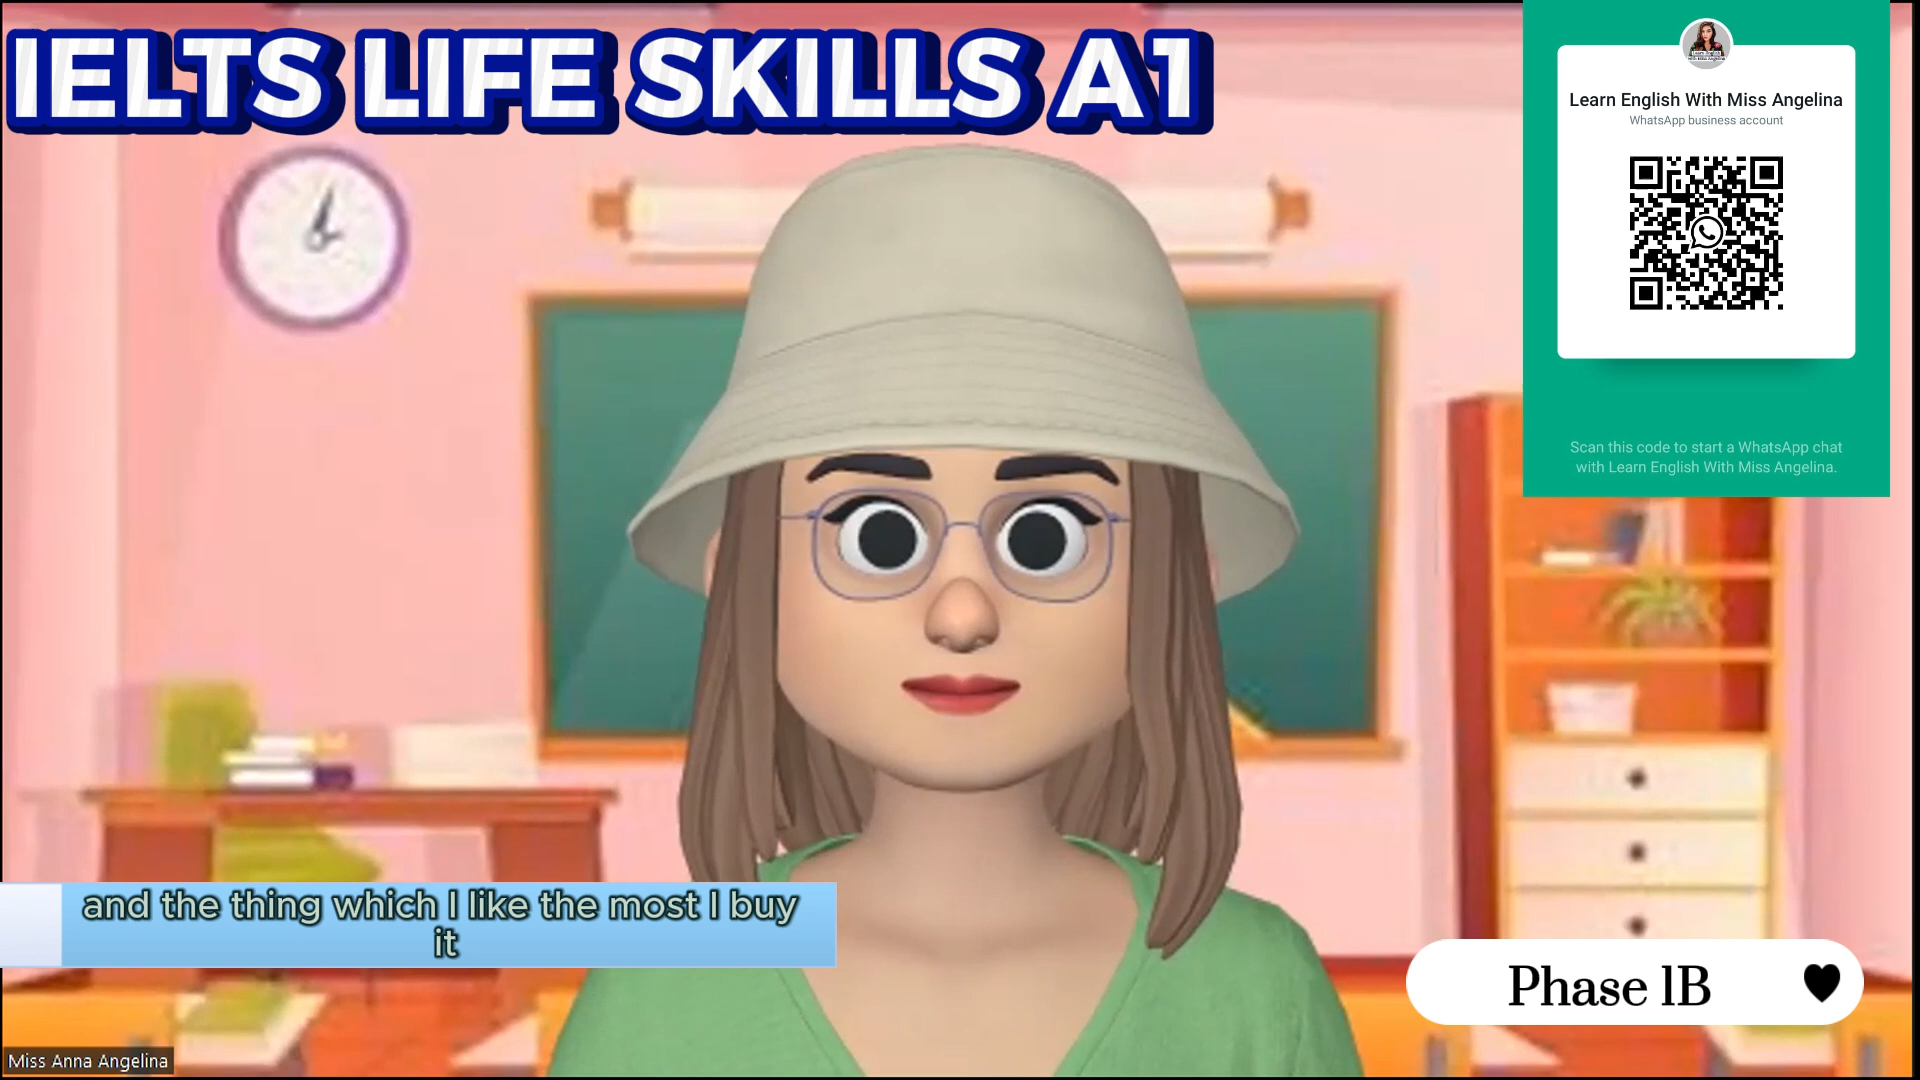 IELTS LIFE SKILLS A1
Learn English With Miss Angelina
WhatsApp business account
Scan this code to start a WhatsApp chat
with Learn English With Miss Angelina.
and the thing which I like the most I buy
it
Phase 1B
Miss Anna Angelina